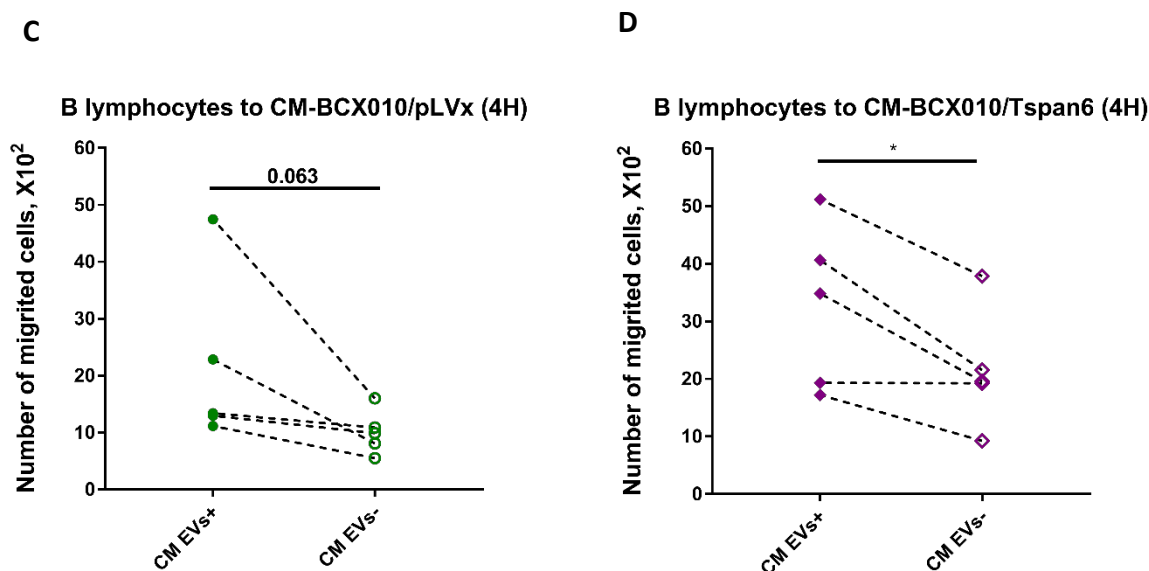 C
B lymphocytes to CM-BCX010/pLVx (4H)
Number of migrited cells, X10²
60
50
40
30
20
10
0
0.063
CM EVs+
CM EVs-
D
B lymphocytes to CM-BCX010/Tspan6 (4H)
Number of migrited cells, X10²
60
50
40
30
20
10
0
*
CM EVs+
CM EVs-